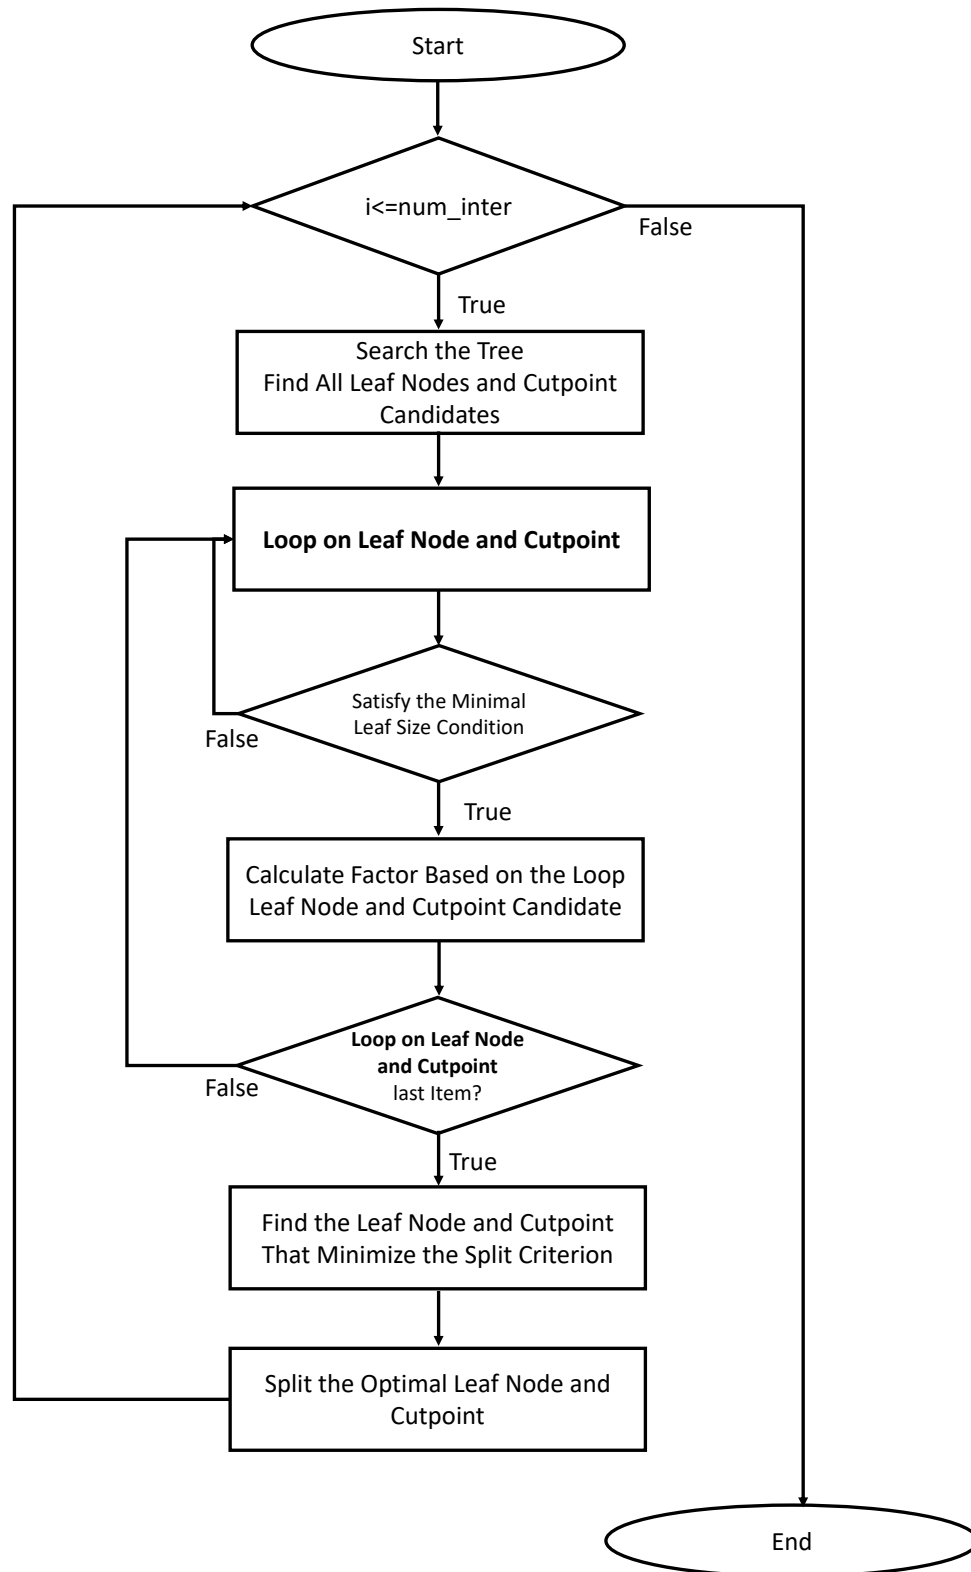 Start
i<=num_inter
False
True
Search the Tree
Find All Leaf Nodes and Cutpoint
Candidates
Loop on Leaf Node and Cutpoint
Satisfy the Minimal
Leaf Size Condition
False
True
Calculate Factor Based on the Loop
Leaf Node and Cutpoint Candidate
Loop on Leaf Node
and Cutpoint
last Item?
False
True
Find the Leaf Node and Cutpoint
That Minimize the Split Criterion
Split the Optimal Leaf Node and
Cutpoint
End